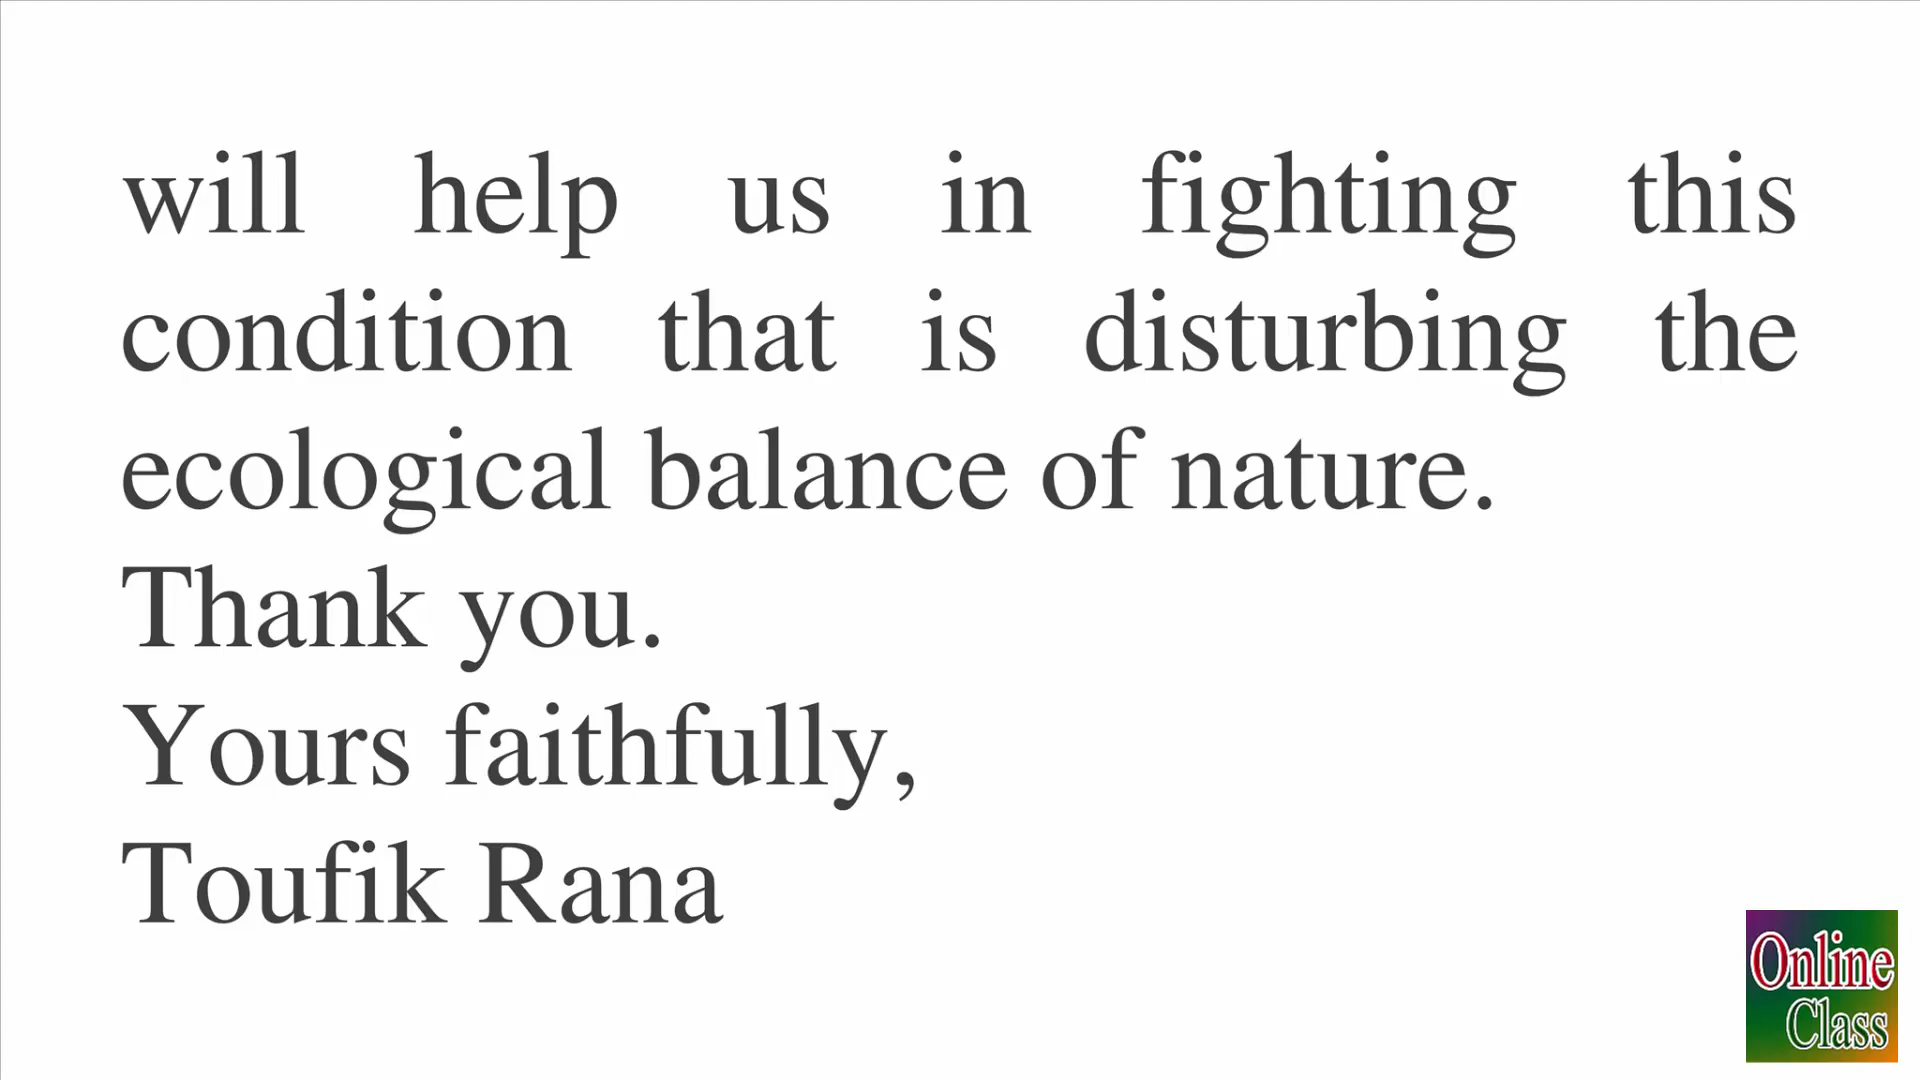 will help us in fighting this
condition that is disturbing the
ecological balance of nature.
Thank you.
Yours faithfully,
Toufik Rana
Online
Class